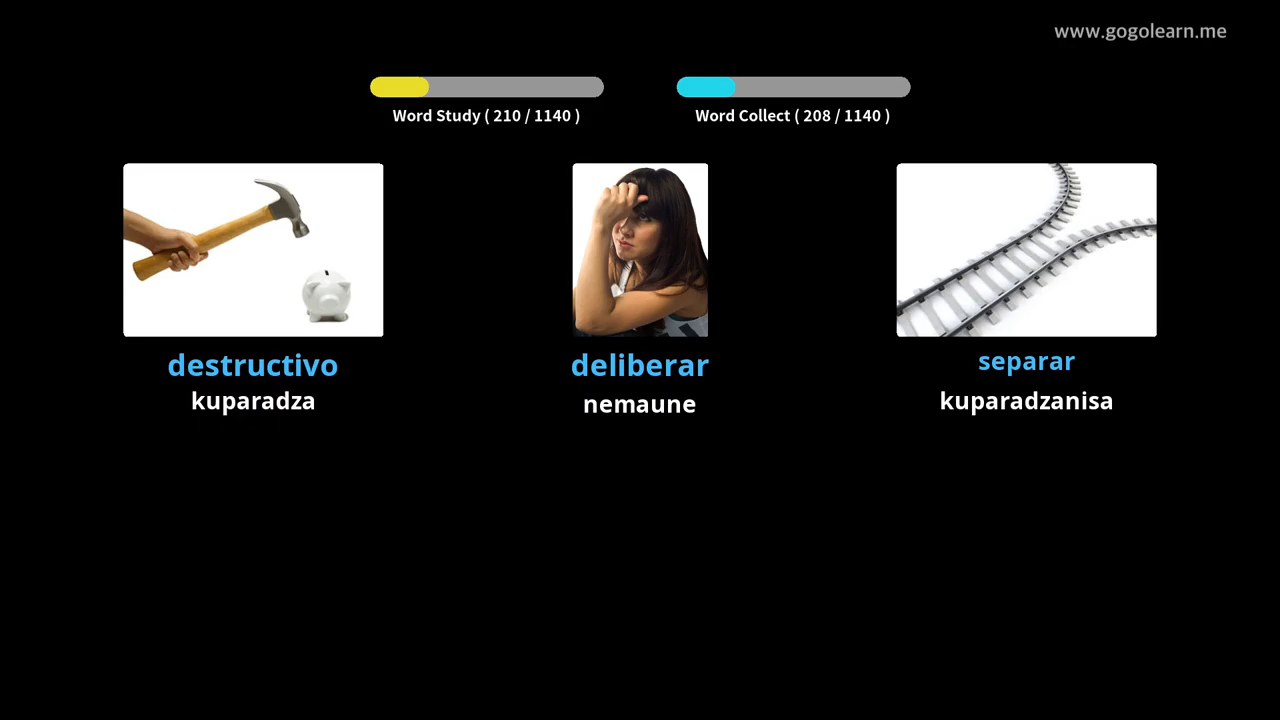 www.gogolearn.me
Word Study ( 210 / 1140 )
Word Collect ( 208 / 1140 )
destructivo
kuparadza
deliberar
nemaune
separar
kuparadzanisa